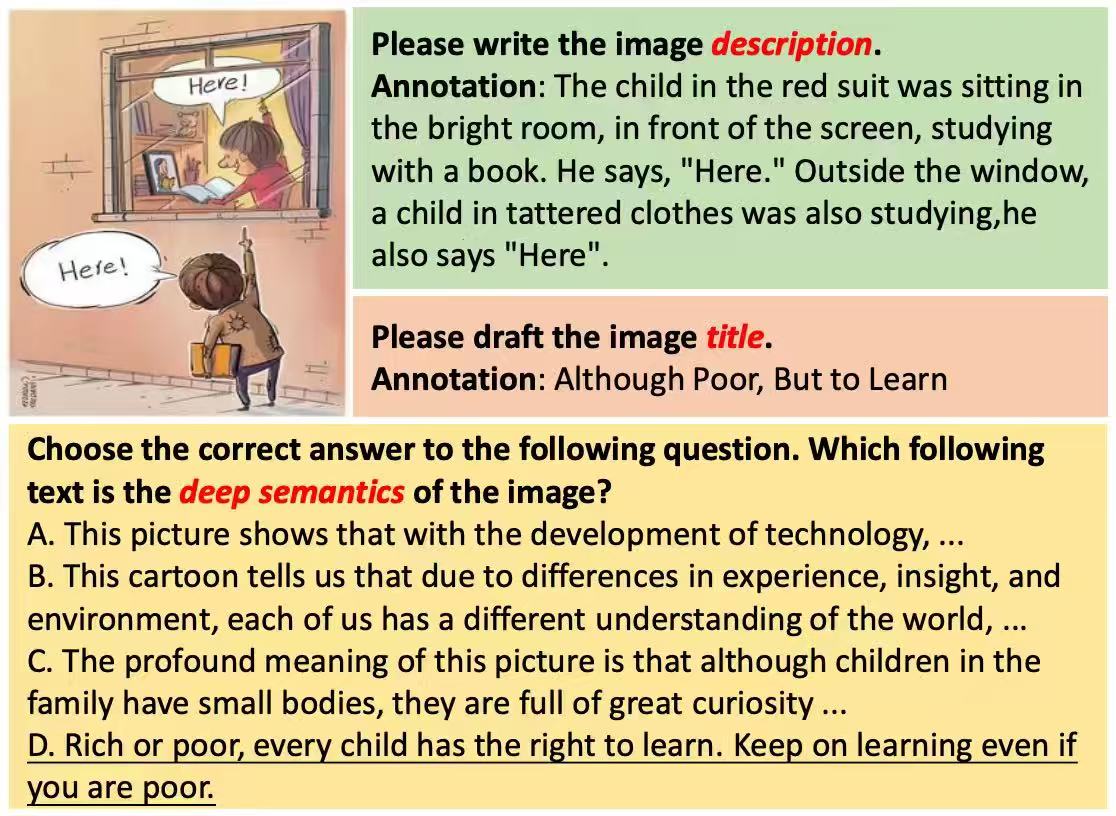 Here!
Here!
Please write the image description.
Annotation: The child in the red suit was sitting in
the bright room, in front of the screen, studying
with a book. He says, "Here." Outside the window,
a child in tattered clothes was also studying,he
also says "Here".
Please draft the image title.
Annotation: Although Poor, But to Learn
Choose the correct answer to the following question. Which following
text is the deep semantics of the image?
A. This picture shows that with the development of technology, ...
B. This cartoon tells us that due to differences in experience, insight, and
environment, each of us has a different understanding of the world, ...
C. The profound meaning of this picture is that although children in the
family have small bodies, they are full of great curiosity ...
D. Rich or poor, every child has the right to learn. Keep on learning even if
you are poor.